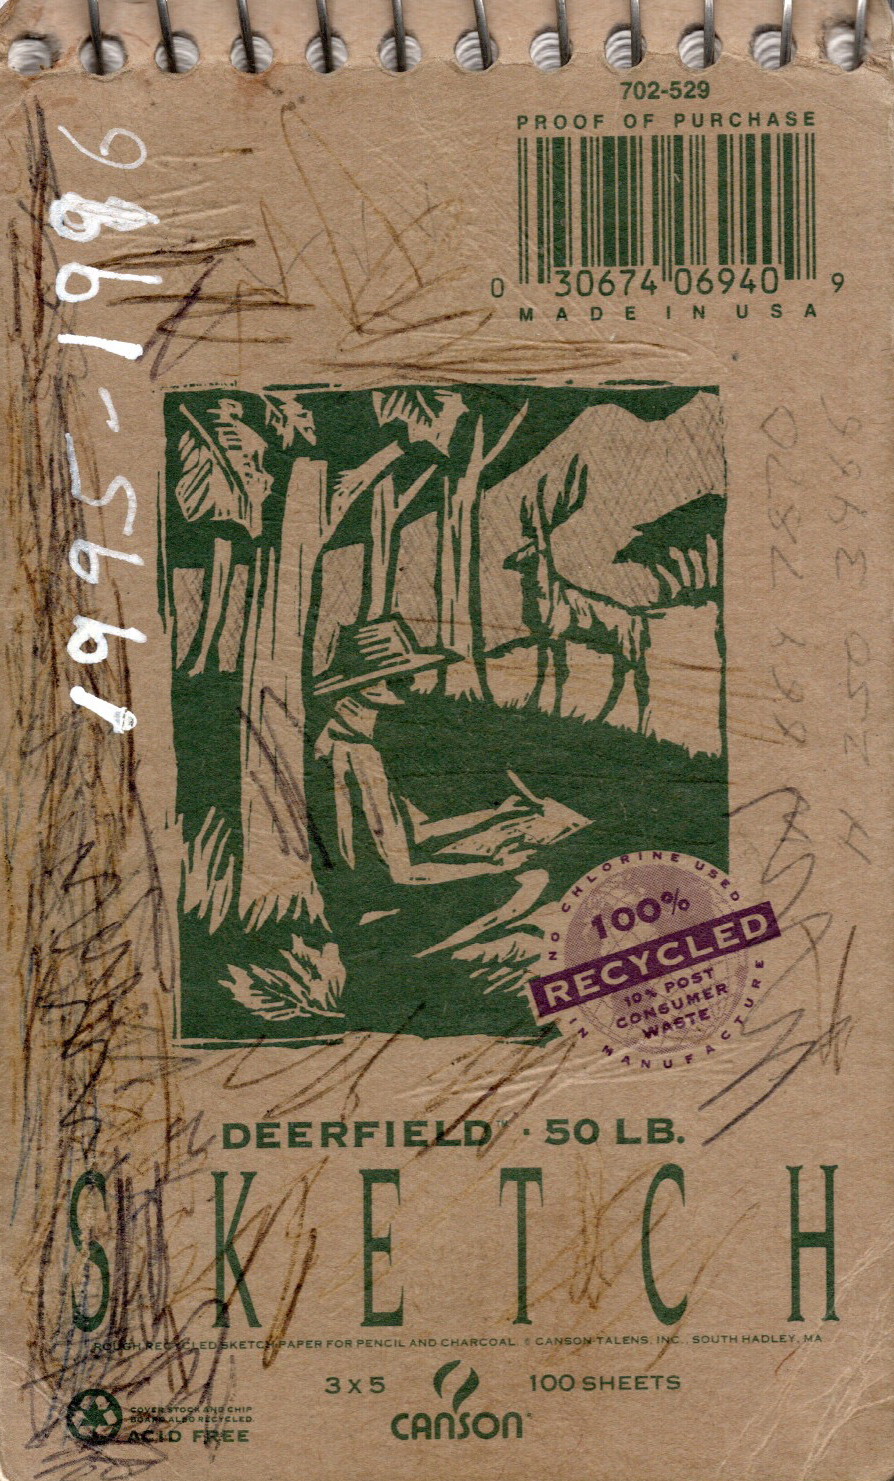 702-529
PROOF OF PURCHASE
0 30674 06940 9
MADE IN USA
1995-1996
NO CHLORINE USED
100%
RECYCLED
10% POST
CONSUMER
WASTE
IN MANUFACTURE
DEERFIELD™ · 50 LB.
SKETCH
ROUGH RECYCLED SKETCH PAPER FOR PENCIL AND CHARCOAL. © CANSON TALENS, INC., SOUTH HADLEY, MA
3 x 5
100 SHEETS
CANSON
COVER STOCK AND CHIP
BOARD ALSO RECYCLED.
ACID FREE